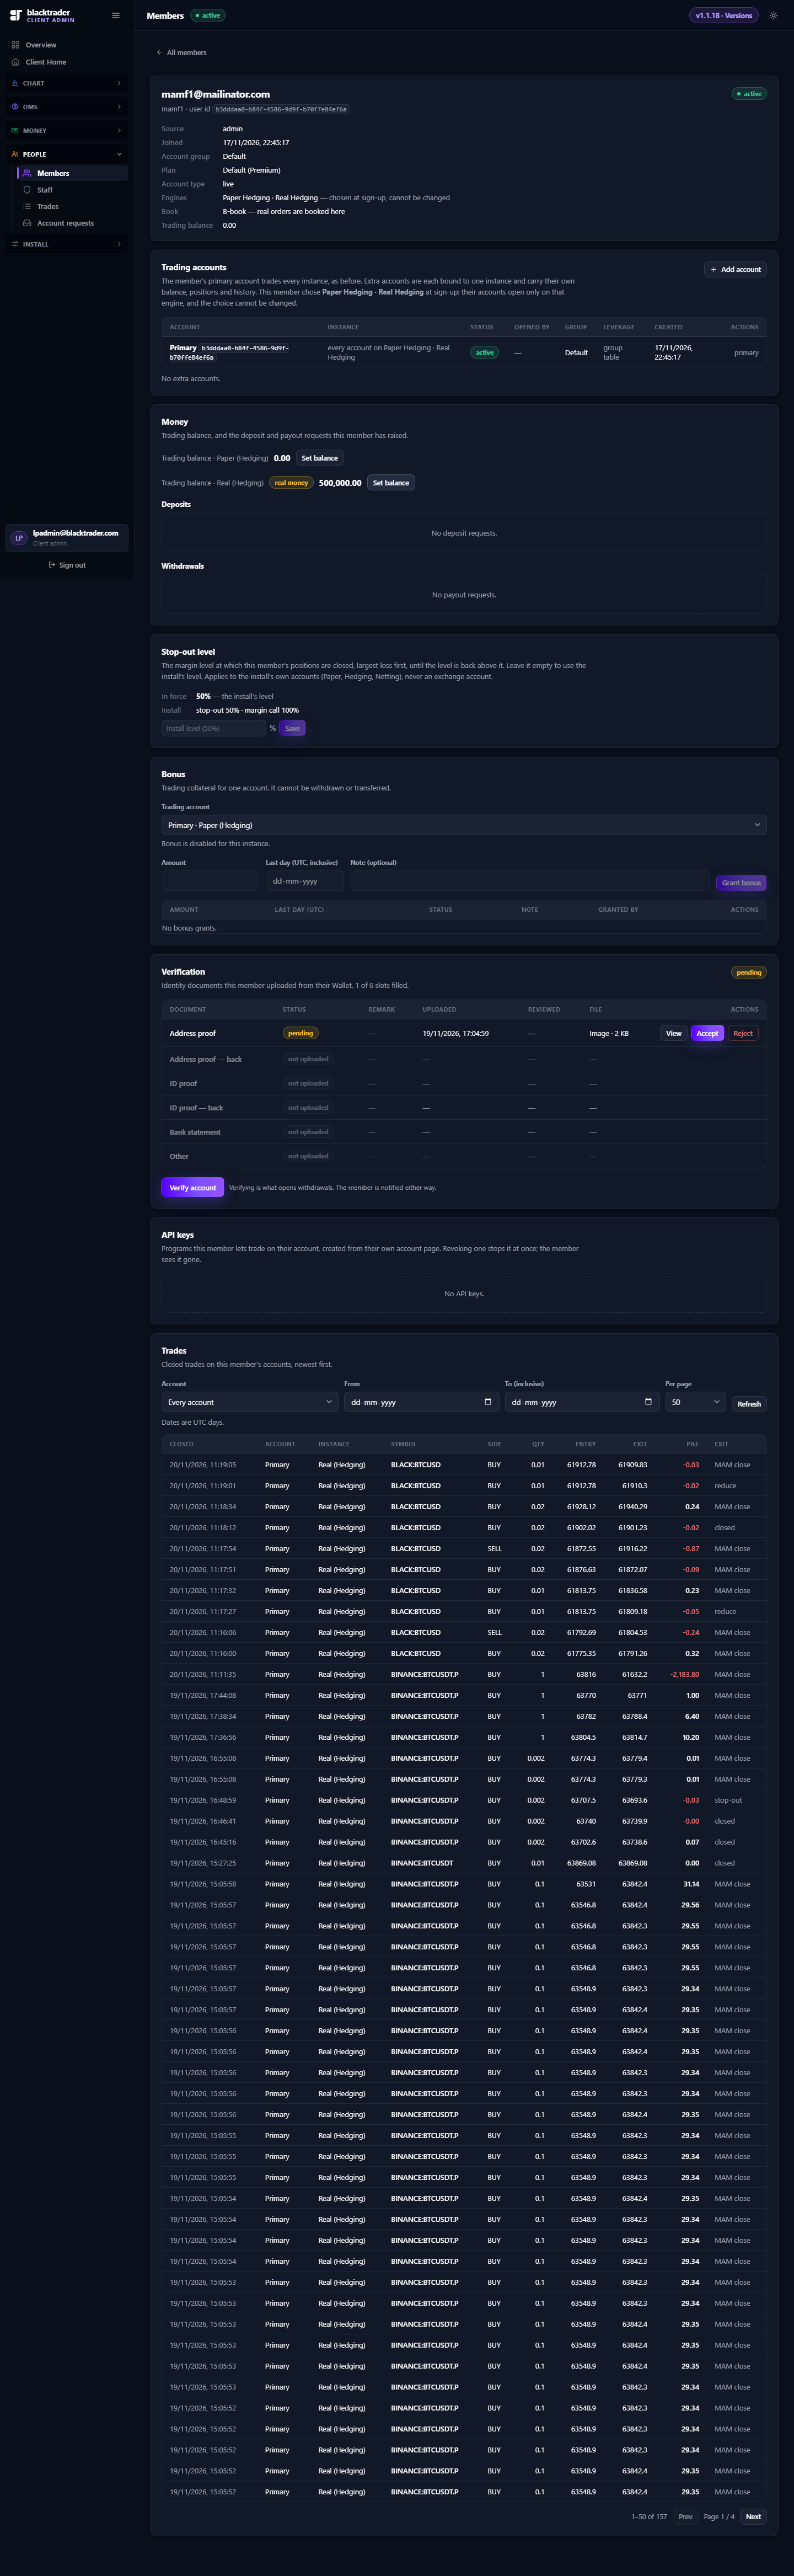 blacktrader
CLIENT ADMIN
Overview
Client Home
CHART
OMS
MONEY
PEOPLE
Members
Staff
Trades
Account requests
INSTALL
LP
lpadmin@blacktrader.com
Client admin
Sign out
Members active
v1.1.18 · Versions
← All members
mamf1@mailinator.com
active
mamf1 · user id b3dddaa0-b84f-4586-9d9f-b70ffe84ef6a
Source admin
Joined 17/11/2026, 22:45:17
Account group Default
Plan Default (Premium)
Account type live
Engines Paper Hedging · Real Hedging — chosen at sign-up, cannot be changed
Book B-book — real orders are booked here
Trading balance 0.00
Trading accounts
+ Add account
The member's primary account trades every instance, as before. Extra accounts are each bound to one instance and carry their own
balance, positions and history. This member chose Paper Hedging · Real Hedging at sign-up: their accounts open only on that
engine, and the choice cannot be changed.
ACCOUNT INSTANCE STATUS OPENED BY GROUP LEVERAGE CREATED ACTIONS
Primary b3dddaa0-b84f-4586-9d9f-b70ffe84ef6a every account on Paper Hedging · Real Hedging active — Default group table 17/11/2026, 22:45:17 primary
No extra accounts.
Money
Trading balance, and the deposit and payout requests this member has raised.
Trading balance · Paper (Hedging) 0.00 Set balance
Trading balance · Real (Hedging) real money 500,000.00 Set balance
Deposits
No deposit requests.
Withdrawals
No payout requests.
Stop-out level
The margin level at which this member's positions are closed, largest loss first, until the level is back above it. Leave it empty to use the
install's level. Applies to the install's own accounts (Paper, Hedging, Netting), never an exchange account.
In force 50% — the install's level
Install stop-out 50% · margin call 100%
Install level (50%) % Save
Bonus
Trading collateral for one account. It cannot be withdrawn or transferred.
Trading account
Primary · Paper (Hedging)
Bonus is disabled for this instance.
Amount Last day (UTC, inclusive) Note (optional)
dd-mm-yyyy Grant bonus
AMOUNT LAST DAY (UTC) STATUS NOTE GRANTED BY ACTIONS
No bonus grants.
Verification
pending
Identity documents this member uploaded from their Wallet. 1 of 6 slots filled.
DOCUMENT STATUS REMARK UPLOADED REVIEWED FILE ACTIONS
Address proof pending — 19/11/2026, 17:04:59 — Image · 2 KB View Accept Reject
Address proof — back not uploaded — — — —
ID proof not uploaded — — — —
ID proof — back not uploaded — — — —
Bank statement not uploaded — — — —
Other not uploaded — — — —
Verify account Verifying is what opens withdrawals. The member is notified either way.
API keys
Programs this member lets trade on their account, created from their own account page. Revoking one stops it at once; the member
sees it gone.
No API keys.
Trades
Closed trades on this member's accounts, newest first.
Account From To (inclusive) Per page
Every account dd-mm-yyyy dd-mm-yyyy 50 Refresh
Dates are UTC days.
CLOSED ACCOUNT INSTANCE SYMBOL SIDE QTY ENTRY EXIT P&L EXIT
20/11/2026, 11:19:05 Primary Real (Hedging) BLACK:BTCUSD BUY 0.01 61912.78 61909.83 -0.03 MAM close
20/11/2026, 11:19:01 Primary Real (Hedging) BLACK:BTCUSD BUY 0.01 61912.78 61910.3 -0.02 reduce
20/11/2026, 11:18:34 Primary Real (Hedging) BLACK:BTCUSD BUY 0.02 61928.12 61940.29 0.24 MAM close
20/11/2026, 11:18:12 Primary Real (Hedging) BLACK:BTCUSD BUY 0.02 61902.02 61901.23 -0.02 closed
20/11/2026, 11:17:54 Primary Real (Hedging) BLACK:BTCUSD SELL 0.02 61872.55 61916.22 -0.87 MAM close
20/11/2026, 11:17:51 Primary Real (Hedging) BLACK:BTCUSD BUY 0.02 61876.63 61872.07 -0.09 MAM close
20/11/2026, 11:17:32 Primary Real (Hedging) BLACK:BTCUSD BUY 0.01 61813.75 61836.58 0.23 MAM close
20/11/2026, 11:17:27 Primary Real (Hedging) BLACK:BTCUSD BUY 0.01 61813.75 61809.18 -0.05 reduce
20/11/2026, 11:16:06 Primary Real (Hedging) BLACK:BTCUSD SELL 0.02 61792.69 61804.53 -0.24 MAM close
20/11/2026, 11:16:00 Primary Real (Hedging) BLACK:BTCUSD BUY 0.02 61775.35 61791.26 0.32 MAM close
20/11/2026, 11:11:35 Primary Real (Hedging) BINANCE:BTCUSDT.P BUY 1 63816 61632.2 -2,183.80 MAM close
19/11/2026, 17:44:08 Primary Real (Hedging) BINANCE:BTCUSDT.P BUY 1 63770 63771 1.00 MAM close
19/11/2026, 17:38:34 Primary Real (Hedging) BINANCE:BTCUSDT.P BUY 1 63782 63788.4 6.40 MAM close
19/11/2026, 17:36:56 Primary Real (Hedging) BINANCE:BTCUSDT.P BUY 1 63804.5 63814.7 10.20 MAM close
19/11/2026, 16:55:08 Primary Real (Hedging) BINANCE:BTCUSDT.P BUY 0.002 63774.3 63779.4 0.01 MAM close
19/11/2026, 16:55:08 Primary Real (Hedging) BINANCE:BTCUSDT.P BUY 0.002 63774.3 63779.3 0.01 MAM close
19/11/2026, 16:48:59 Primary Real (Hedging) BINANCE:BTCUSDT.P BUY 0.002 63707.5 63693.6 -0.03 stop-out
19/11/2026, 16:46:41 Primary Real (Hedging) BINANCE:BTCUSDT.P BUY 0.002 63740 63739.9 -0.00 closed
19/11/2026, 16:45:16 Primary Real (Hedging) BINANCE:BTCUSDT.P BUY 0.002 63702.6 63738.6 0.07 closed
19/11/2026, 15:27:25 Primary Real (Hedging) BINANCE:BTCUSDT BUY 0.01 63869.08 63869.08 0.00 closed
19/11/2026, 15:05:58 Primary Real (Hedging) BINANCE:BTCUSDT.P BUY 0.1 63531 63842.4 31.14 MAM close
19/11/2026, 15:05:57 Primary Real (Hedging) BINANCE:BTCUSDT.P BUY 0.1 63546.8 63842.4 29.56 MAM close
19/11/2026, 15:05:57 Primary Real (Hedging) BINANCE:BTCUSDT.P BUY 0.1 63546.8 63842.3 29.55 MAM close
19/11/2026, 15:05:57 Primary Real (Hedging) BINANCE:BTCUSDT.P BUY 0.1 63546.8 63842.3 29.55 MAM close
19/11/2026, 15:05:57 Primary Real (Hedging) BINANCE:BTCUSDT.P BUY 0.1 63546.8 63842.3 29.55 MAM close
19/11/2026, 15:05:57 Primary Real (Hedging) BINANCE:BTCUSDT.P BUY 0.1 63548.9 63842.3 29.34 MAM close
19/11/2026, 15:05:57 Primary Real (Hedging) BINANCE:BTCUSDT.P BUY 0.1 63548.9 63842.4 29.35 MAM close
19/11/2026, 15:05:56 Primary Real (Hedging) BINANCE:BTCUSDT.P BUY 0.1 63548.9 63842.4 29.35 MAM close
19/11/2026, 15:05:56 Primary Real (Hedging) BINANCE:BTCUSDT.P BUY 0.1 63548.9 63842.4 29.35 MAM close
19/11/2026, 15:05:56 Primary Real (Hedging) BINANCE:BTCUSDT.P BUY 0.1 63548.9 63842.3 29.34 MAM close
19/11/2026, 15:05:56 Primary Real (Hedging) BINANCE:BTCUSDT.P BUY 0.1 63548.9 63842.3 29.34 MAM close
19/11/2026, 15:05:56 Primary Real (Hedging) BINANCE:BTCUSDT.P BUY 0.1 63548.9 63842.4 29.35 MAM close
19/11/2026, 15:05:55 Primary Real (Hedging) BINANCE:BTCUSDT.P BUY 0.1 63548.9 63842.3 29.34 MAM close
19/11/2026, 15:05:55 Primary Real (Hedging) BINANCE:BTCUSDT.P BUY 0.1 63548.9 63842.3 29.34 MAM close
19/11/2026, 15:05:55 Primary Real (Hedging) BINANCE:BTCUSDT.P BUY 0.1 63548.9 63842.3 29.34 MAM close
19/11/2026, 15:05:54 Primary Real (Hedging) BINANCE:BTCUSDT.P BUY 0.1 63548.9 63842.4 29.35 MAM close
19/11/2026, 15:05:54 Primary Real (Hedging) BINANCE:BTCUSDT.P BUY 0.1 63548.9 63842.3 29.34 MAM close
19/11/2026, 15:05:54 Primary Real (Hedging) BINANCE:BTCUSDT.P BUY 0.1 63548.9 63842.3 29.34 MAM close
19/11/2026, 15:05:54 Primary Real (Hedging) BINANCE:BTCUSDT.P BUY 0.1 63548.9 63842.3 29.34 MAM close
19/11/2026, 15:05:53 Primary Real (Hedging) BINANCE:BTCUSDT.P BUY 0.1 63548.9 63842.3 29.34 MAM close
19/11/2026, 15:05:53 Primary Real (Hedging) BINANCE:BTCUSDT.P BUY 0.1 63548.9 63842.3 29.34 MAM close
19/11/2026, 15:05:53 Primary Real (Hedging) BINANCE:BTCUSDT.P BUY 0.1 63548.9 63842.4 29.35 MAM close
19/11/2026, 15:05:53 Primary Real (Hedging) BINANCE:BTCUSDT.P BUY 0.1 63548.9 63842.4 29.35 MAM close
19/11/2026, 15:05:53 Primary Real (Hedging) BINANCE:BTCUSDT.P BUY 0.1 63548.9 63842.4 29.35 MAM close
19/11/2026, 15:05:53 Primary Real (Hedging) BINANCE:BTCUSDT.P BUY 0.1 63548.9 63842.3 29.34 MAM close
19/11/2026, 15:05:52 Primary Real (Hedging) BINANCE:BTCUSDT.P BUY 0.1 63548.9 63842.3 29.34 MAM close
19/11/2026, 15:05:52 Primary Real (Hedging) BINANCE:BTCUSDT.P BUY 0.1 63548.9 63842.3 29.34 MAM close
19/11/2026, 15:05:52 Primary Real (Hedging) BINANCE:BTCUSDT.P BUY 0.1 63548.9 63842.3 29.34 MAM close
19/11/2026, 15:05:52 Primary Real (Hedging) BINANCE:BTCUSDT.P BUY 0.1 63548.9 63842.4 29.35 MAM close
19/11/2026, 15:05:52 Primary Real (Hedging) BINANCE:BTCUSDT.P BUY 0.1 63548.9 63842.4 29.35 MAM close
1–50 of 157 Prev Page 1 / 4 Next